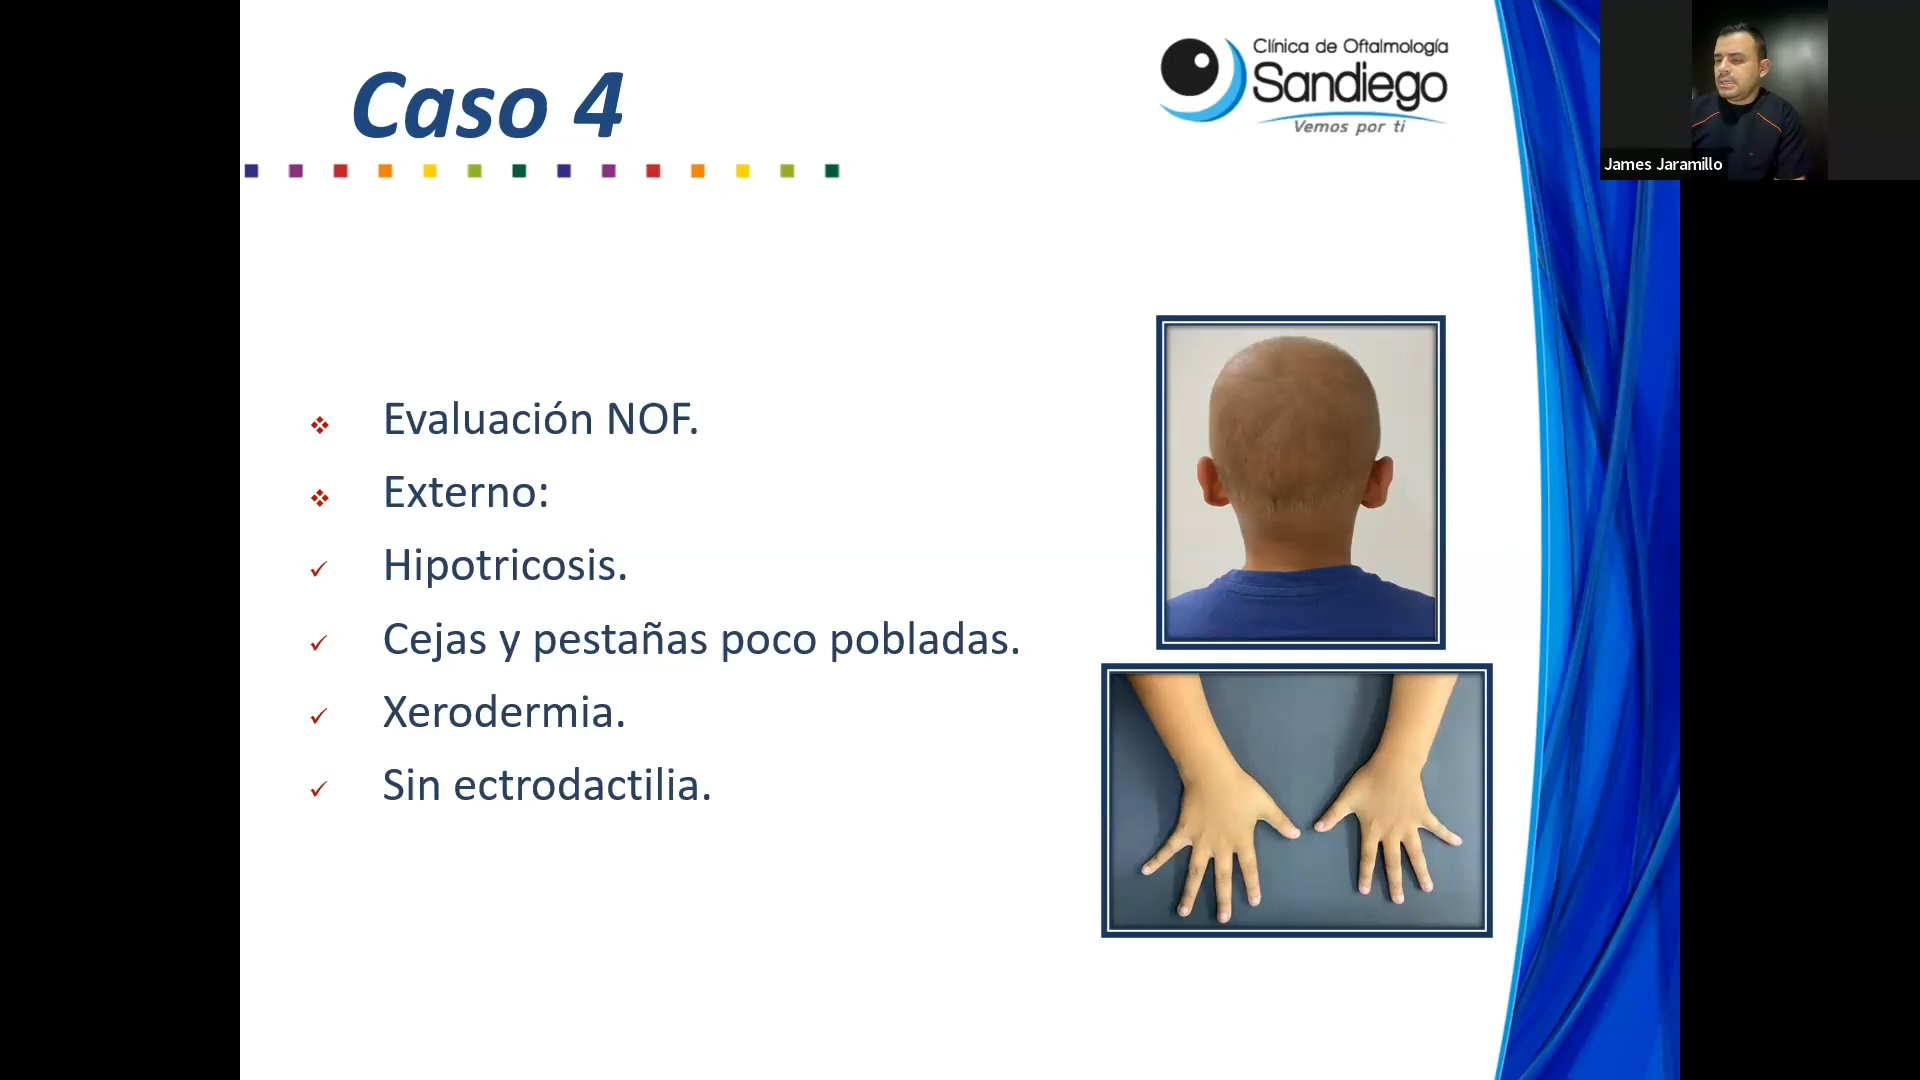 Caso 4
Clínica de Oftalmología
Sandiego
Vemos por ti
James Jaramillo
Evaluación NOF.
Externo:
Hipotricosis.
Cejas y pestañas poco pobladas.
Xerodermia.
Sin ectrodactilia.